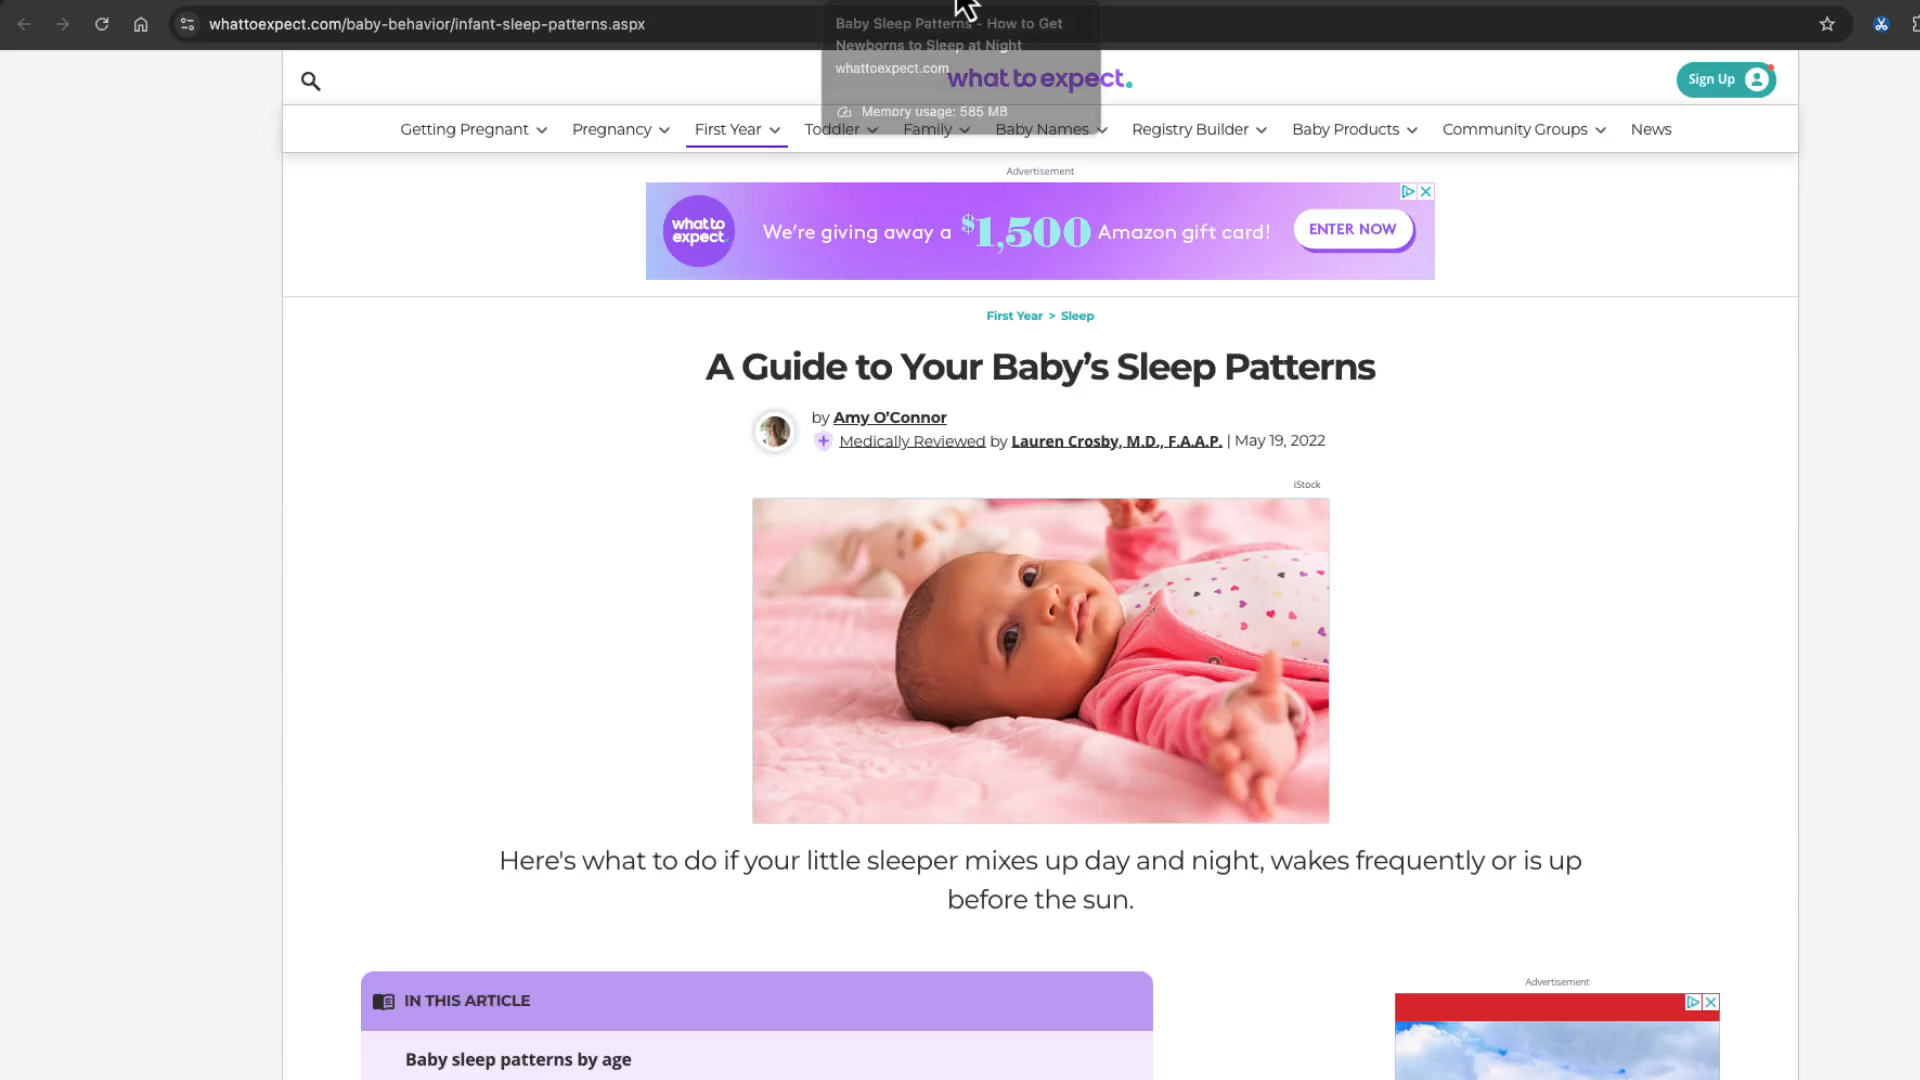 whattoexpect.com/baby-behavior/infant-sleep-patterns.aspx
Baby Sleep Patterns - How to Get
Newborns to Sleep at Night
whattoexpect.com
Memory usage: 585 MB
what to expect.
Sign Up
Getting Pregnant
Pregnancy
First Year
Toddler
Family
Baby Names
Registry Builder
Baby Products
Community Groups
News
Advertisement
what to
expect.
We're giving away a $1,500 Amazon gift card!
ENTER NOW
First Year > Sleep
A Guide to Your Baby's Sleep Patterns
by Amy O'Connor
Medically Reviewed by Lauren Crosby, M.D., F.A.A.P. | May 19, 2022
iStock
Here's what to do if your little sleeper mixes up day and night, wakes frequently or is up
before the sun.
IN THIS ARTICLE
Baby sleep patterns by age
Advertisement